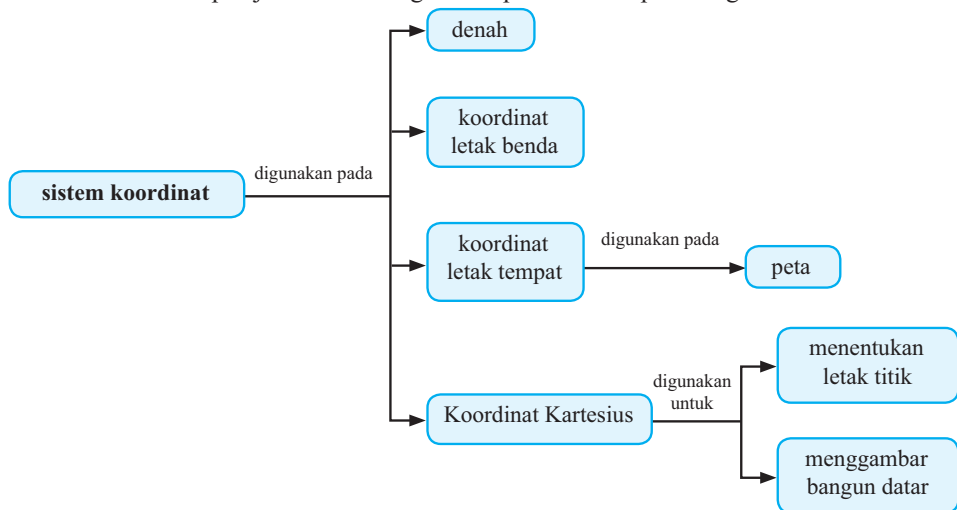 denah
koordinat
letak benda
sistem koordinat
digunakan pada
koordinat
letak tempat
digunakan pada
peta
Koordinat Kartesius
digunakan
untuk
menentukan
letak titik
menggambar
bangun datar